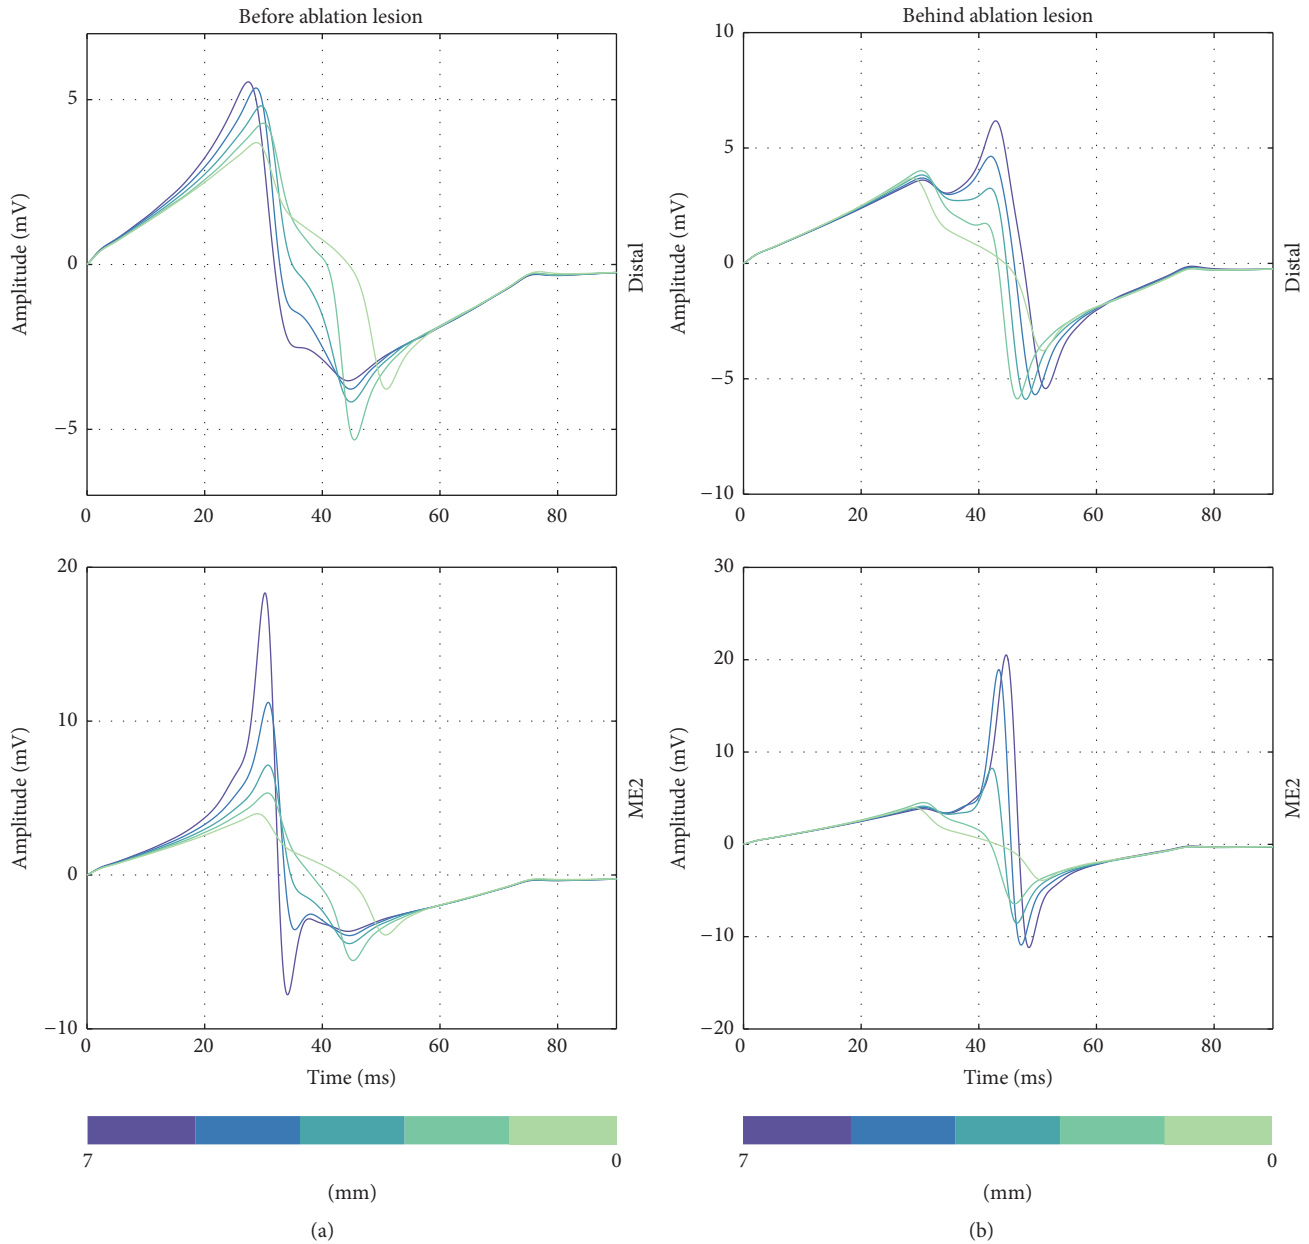 Before ablation lesion
5
0
−5
0
20
40
60
80
Amplitude (mV)
Distal
Behind ablation lesion
10
5
0
−5
−10
0
20
40
60
80
Amplitude (mV)
Distal
20
10
0
−10
0
20
40
60
80
Amplitude (mV)
Time (ms)
ME2
30
20
10
0
−10
−20
0
20
40
60
80
Amplitude (mV)
Time (ms)
ME2
7
0
(mm)
(a)
7
0
(mm)
(b)